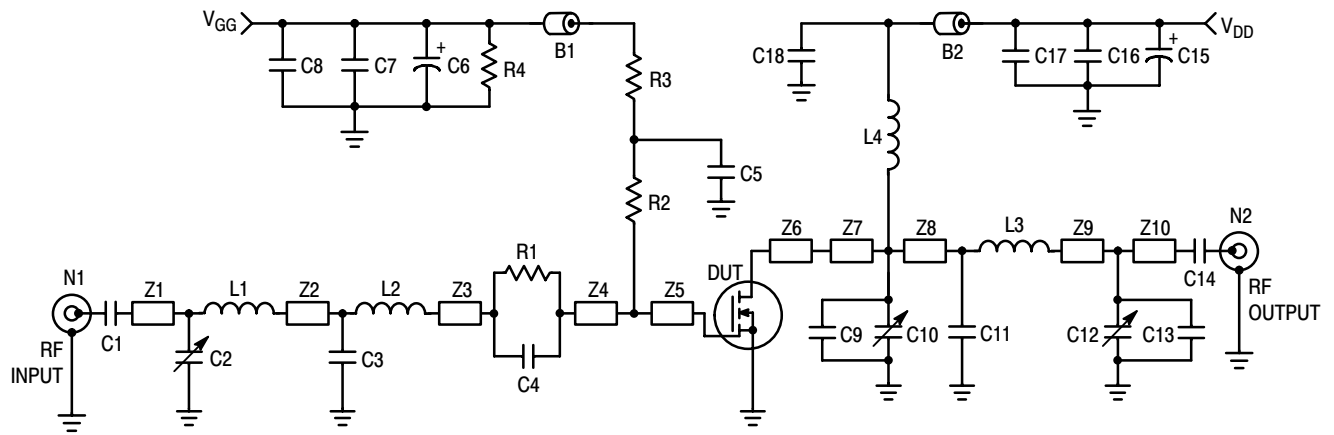 VGG
B1
C8
C7
+
C6
R4
R3
C5
R2
C18
B2
VDD
C17
C16
+
C15
L4
N1
RF
INPUT
C1
Z1
C2
L1
Z2
C3
L2
Z3
R1
C4
Z4
Z5
DUT
Z6
Z7
Z8
L3
Z9
Z10
C14
N2
RF
OUTPUT
C9
C10
C11
C12
C13